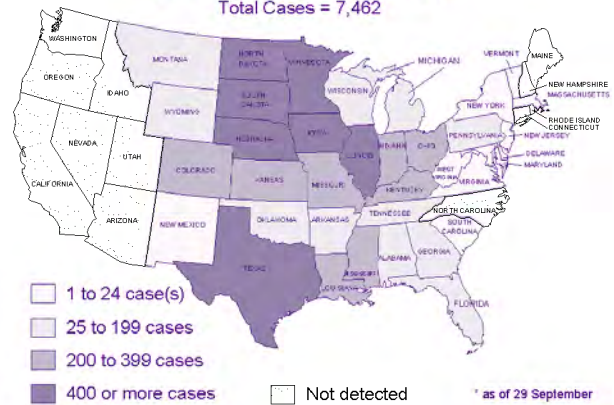 Total Cases = 7,462
WASHINGTON
OREGON
IDAHO
MONTANA
WYOMING
NEVADA
UTAH
CALIFORNIA
ARIZONA
COLORADO
NEW MEXICO
NORTH
DAKOTA
SOUTH
DAKOTA
NEBRASKA
KANSAS
OKLAHOMA
TEXAS
MINNESOTA
IOWA
MISSOURI
ARKANSAS
LOUISIANA
WISCONSIN
ILLINOIS
MICHIGAN
INDIANA
OHIO
KENTUCKY
TENNESSEE
MISSISSIPPI
ALABAMA
GEORGIA
FLORIDA
SOUTH
CAROLINA
NORTH CAROLINA
VIRGINIA
WEST
VIRGINIA
PENNSYLVANIA
NEW YORK
VERMONT
MAINE
NEW HAMPSHIRE
MASSACHUSETTS
RHODE ISLAND
CONNECTICUT
NEW JERSEY
DELAWARE
MARYLAND
1 to 24 case(s)
25 to 199 cases
200 to 399 cases
400 or more cases
Not detected
* as of 29 September